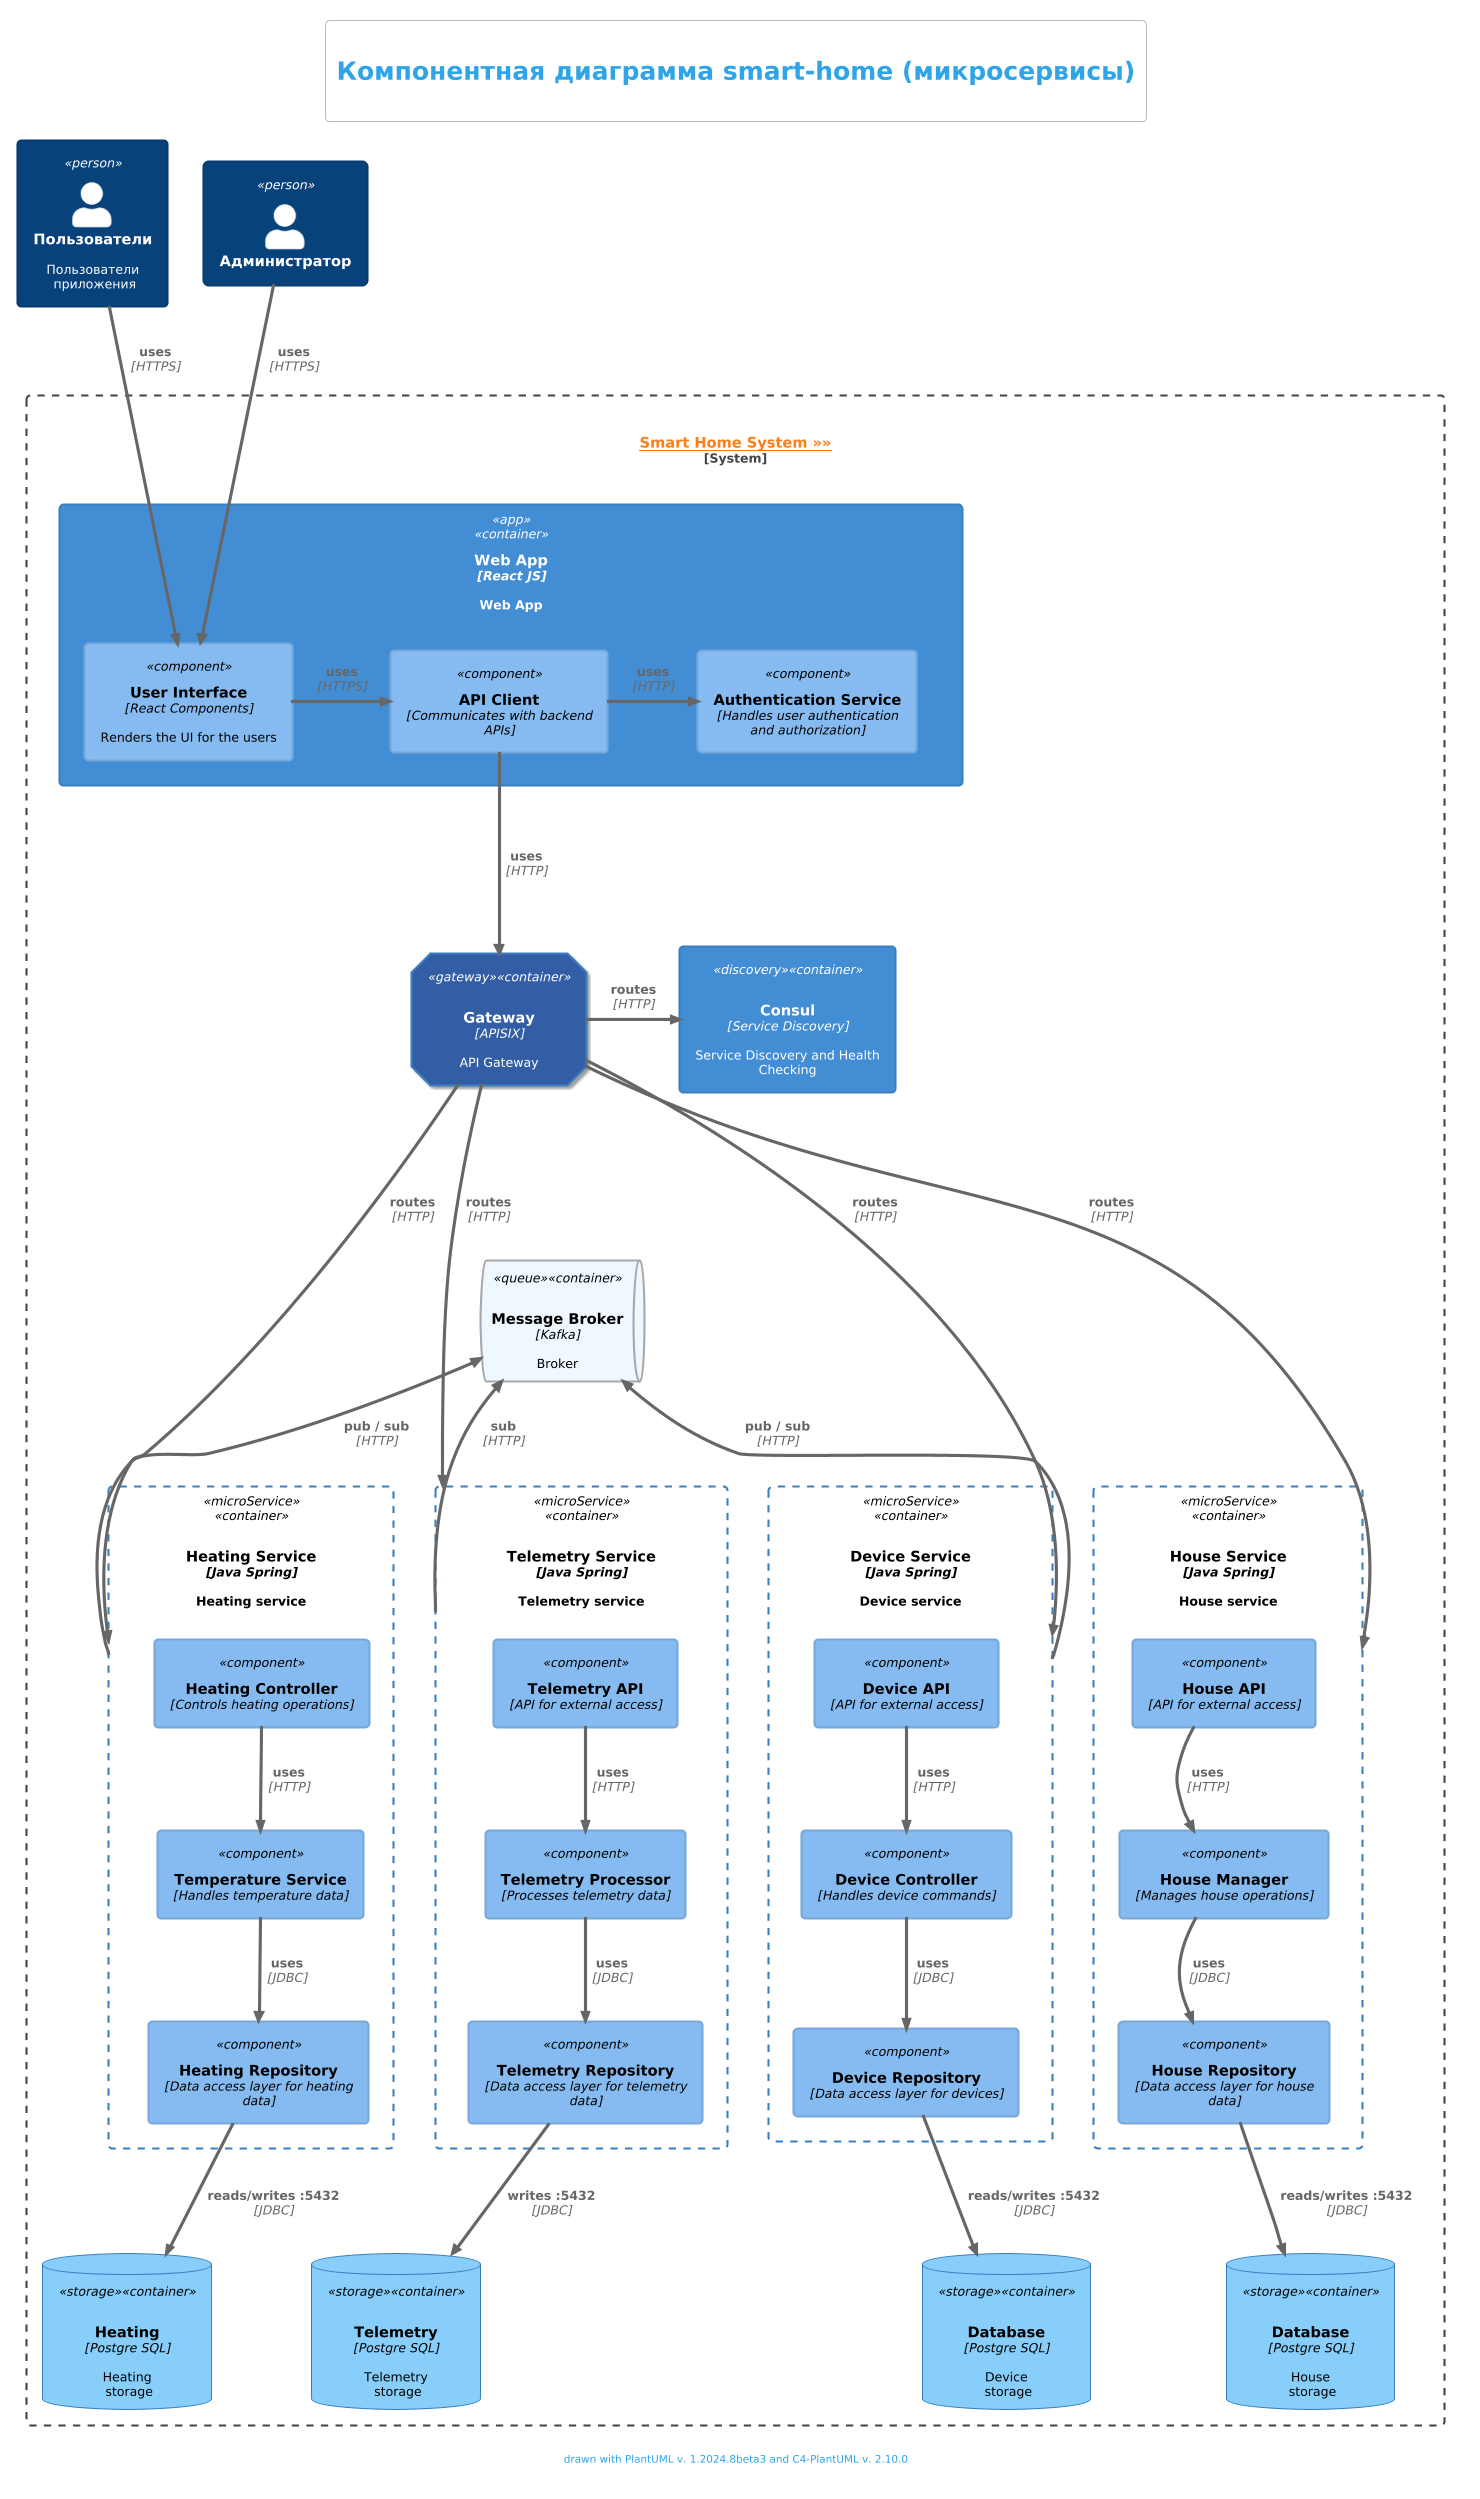 Компонентная диаграмма smart-home (микросервисы)
«person»
Пользователи
Пользователи
приложения
«person»
Администратор
uses
[HTTPS]
uses
[HTTPS]
Smart Home System »»
[System]
«app»
«container»
Web App
[React JS]
Web App
«component»
User Interface
[React Components]
Renders the UI for the users
uses
[HTTPS]
«component»
API Client
[Communicates with backend
APIs]
uses
[HTTP]
«component»
Authentication Service
[Handles user authentication
and authorization]
uses
[HTTP]
«gateway»«container»
Gateway
[APISIX]
API Gateway
routes
[HTTP]
«discovery»«container»
Consul
[Service Discovery]
Service Discovery and Health
Checking
routes
[HTTP]
routes
[HTTP]
routes
[HTTP]
routes
[HTTP]
«queue»«container»
Message Broker
[Kafka]
Broker
pub / sub
[HTTP]
sub
[HTTP]
pub / sub
[HTTP]
«microService»
«container»
Heating Service
[Java Spring]
Heating service
«component»
Heating Controller
[Controls heating operations]
uses
[HTTP]
«component»
Temperature Service
[Handles temperature data]
uses
[JDBC]
«component»
Heating Repository
[Data access layer for heating
data]
«microService»
«container»
Telemetry Service
[Java Spring]
Telemetry service
«component»
Telemetry API
[API for external access]
uses
[HTTP]
«component»
Telemetry Processor
[Processes telemetry data]
uses
[JDBC]
«component»
Telemetry Repository
[Data access layer for telemetry
data]
«microService»
«container»
Device Service
[Java Spring]
Device service
«component»
Device API
[API for external access]
uses
[HTTP]
«component»
Device Controller
[Handles device commands]
uses
[JDBC]
«component»
Device Repository
[Data access layer for devices]
«microService»
«container»
House Service
[Java Spring]
House service
«component»
House API
[API for external access]
uses
[HTTP]
«component»
House Manager
[Manages house operations]
uses
[JDBC]
«component»
House Repository
[Data access layer for house
data]
reads/writes :5432
[JDBC]
writes :5432
[JDBC]
reads/writes :5432
[JDBC]
reads/writes :5432
[JDBC]
«storage»«container»
Heating
[Postgre SQL]
Heating
storage
«storage»«container»
Telemetry
[Postgre SQL]
Telemetry
storage
«storage»«container»
Database
[Postgre SQL]
Device
storage
«storage»«container»
Database
[Postgre SQL]
House
storage
drawn with PlantUML v. 1.2024.8beta3 and C4-PlantUML v. 2.10.0